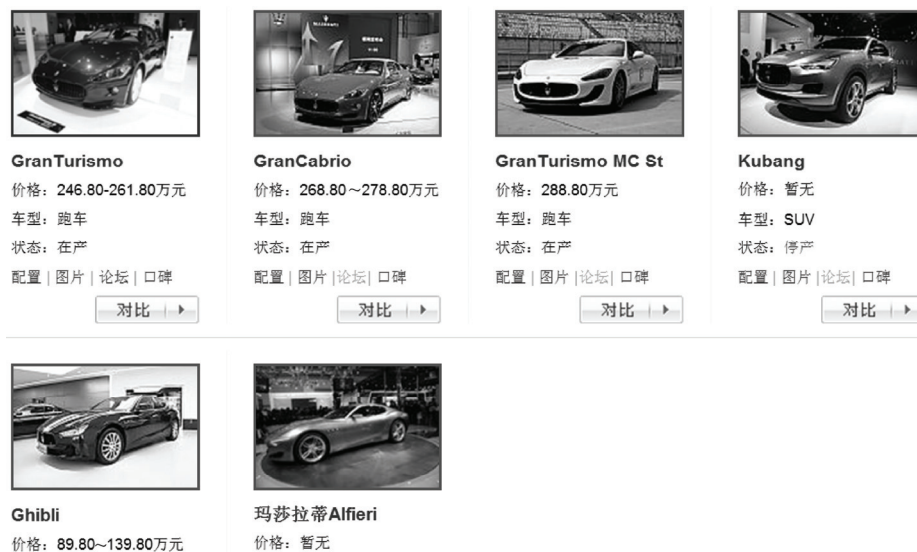 GranTurismo
价格：246.80-261.80万元
车型：跑车
状态：在产
配置 | 图片 | 论坛 | 口碑
对比
GranCabrio
价格：268.80～278.80万元
车型：跑车
状态：在产
配置 | 图片 |论坛| 口碑
对比
GranTurismo MC St
价格：288.80万元
车型：跑车
状态：在产
配置 | 图片 |论坛| 口碑
对比
Kubang
价格：暂无
车型：SUV
状态：停产
配置 | 图片 |论坛| 口碑
对比
Ghibli
价格：89.80~139.80万元
玛莎拉蒂Alfieri
价格：暂无